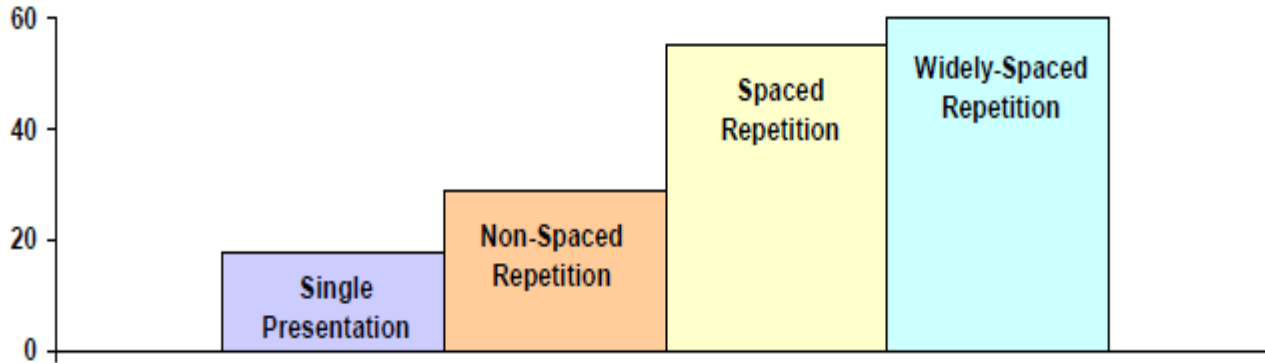 60
40
20
0
Single
Presentation
Non-Spaced
Repetition
Spaced
Repetition
Widely-Spaced
Repetition